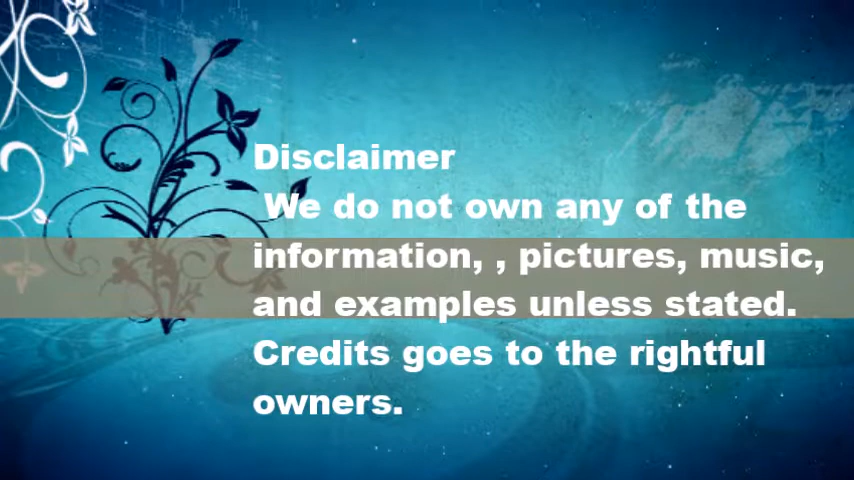 Disclaimer
We do not own any of the
information, , pictures, music,
and examples unless stated.
Credits goes to the rightful
owners.